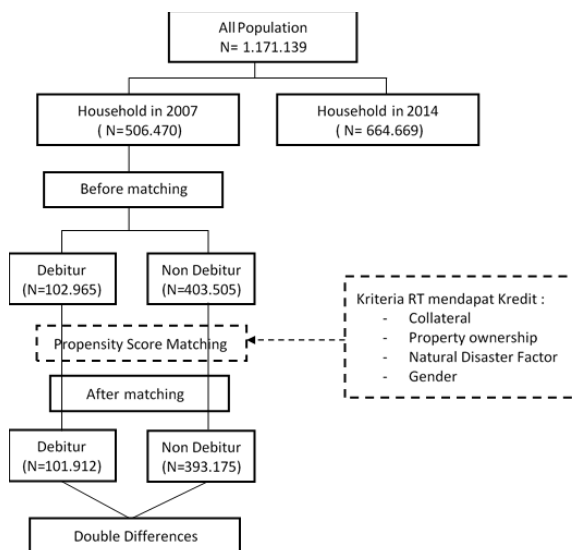 All Population
N= 1.171.139
Household in 2007
( N=506.470)
Household in 2014
(N= 664.669)
Before matching
Debitur
(N=102.965)
Non Debitur
(N=403.505)
Kriteria RT mendapat Kredit :
- Collateral
- Property ownership
- Natural Disaster Factor
- Gender
Propensity Score Matching
After matching
Debitur
(N=101.912)
Non Debitur
(N=393.175)
Double Differences